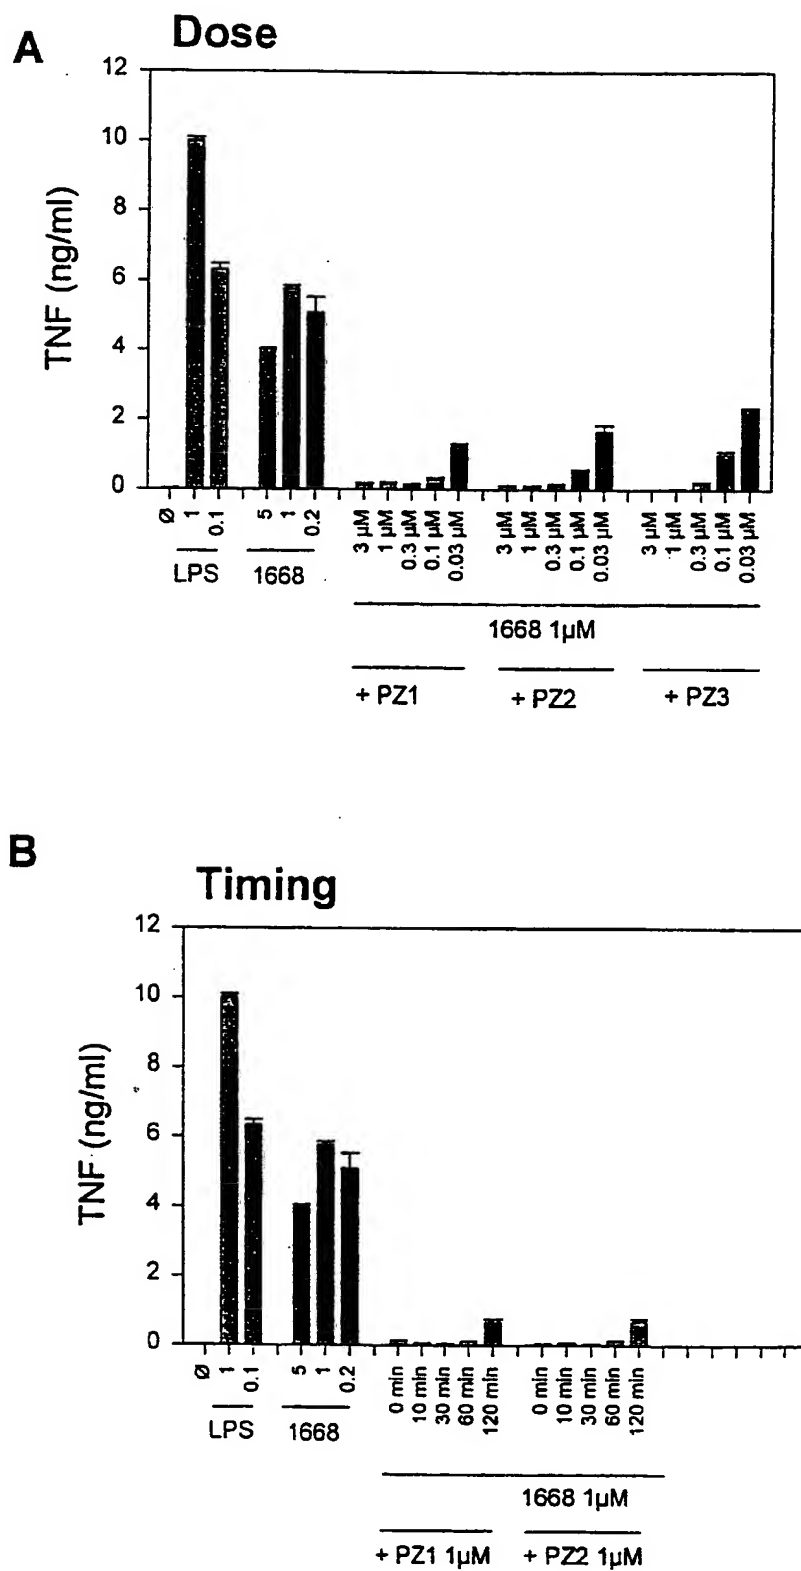 A
Dose
12
10
8
6
4
2
0
TNF (ng/ml)
Ø 1 0.1 5 1 0.2 3 µM 1 µM 0.3 µM 0.1 µM 0.03 µM 3 µM 1 µM 0.3 µM 0.1 µM 0.03 µM 3 µM 1 µM 0.3 µM 0.1 µM 0.03 µM
LPS 1668
1668 1µM
+ PZ1 + PZ2 + PZ3
B
Timing
12
10
8
6
4
2
0
TNF (ng/ml)
Ø 1 0.1 5 1 0.2 0 min 10 min 30 min 60 min 120 min 0 min 10 min 30 min 60 min 120 min
LPS 1668
1668 1µM
+ PZ1 1µM + PZ2 1µM